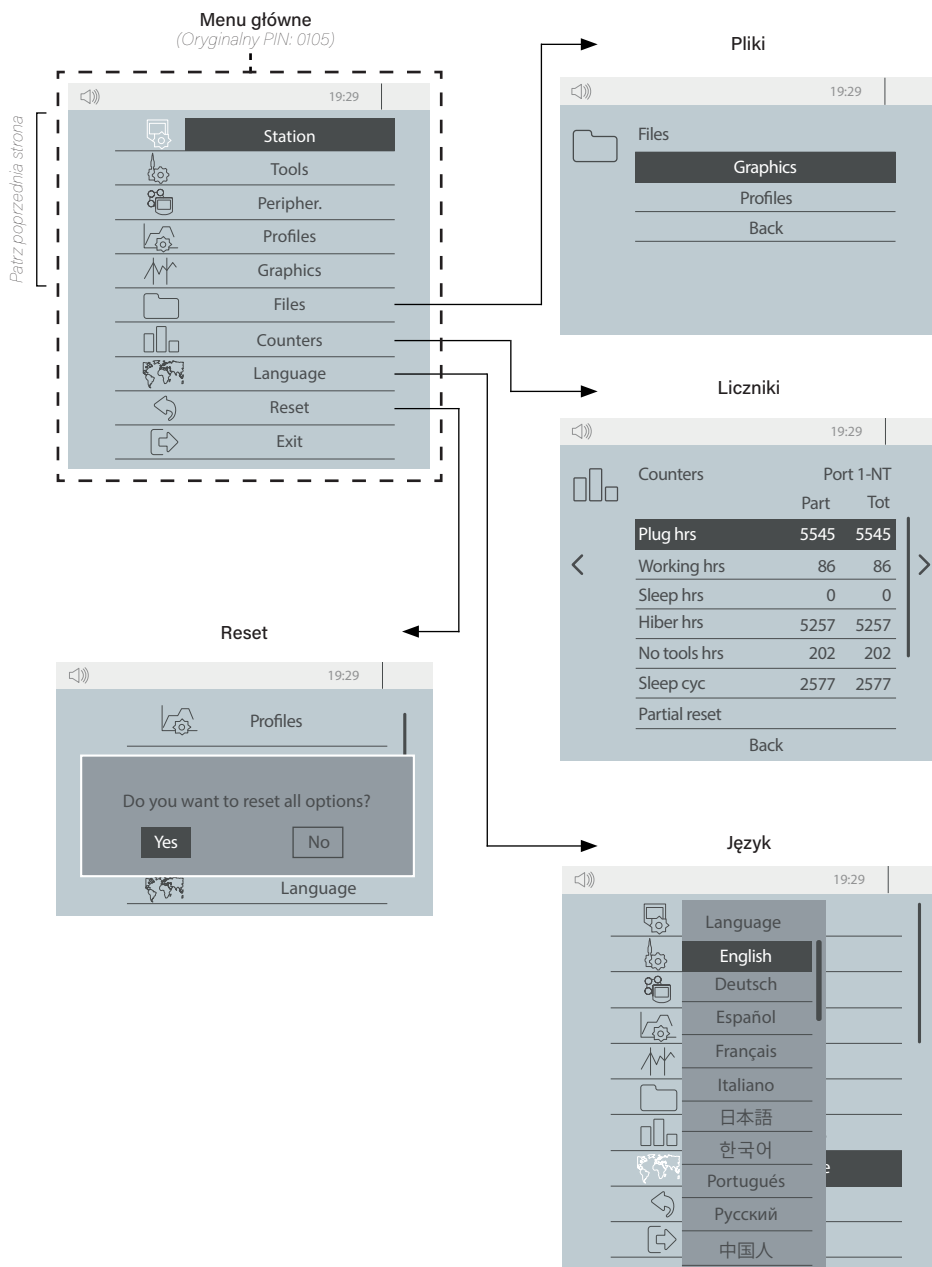 Menu główne
(Oryginalny PIN: 0105)
Patrz poprzednia strona
19:29
Station
Tools
Peripher.
Profiles
Graphics
Files
Counters
Language
Reset
Exit
Pliki
19:29
Files
Graphics
Profiles
Back
Liczniki
19:29
Counters Port 1-NT
Part Tot
Plug hrs 5545 5545
Working hrs 86 86
Sleep hrs 0 0
Hiber hrs 5257 5257
No tools hrs 202 202
Sleep cyc 2577 2577
Partial reset
Back
Reset
19:29
Profiles
Do you want to reset all options?
Yes No
Language
Język
19:29
Language
English
Deutsch
Español
Français
Italiano
日本語
한국어
Portugués
e
Русский
中国人